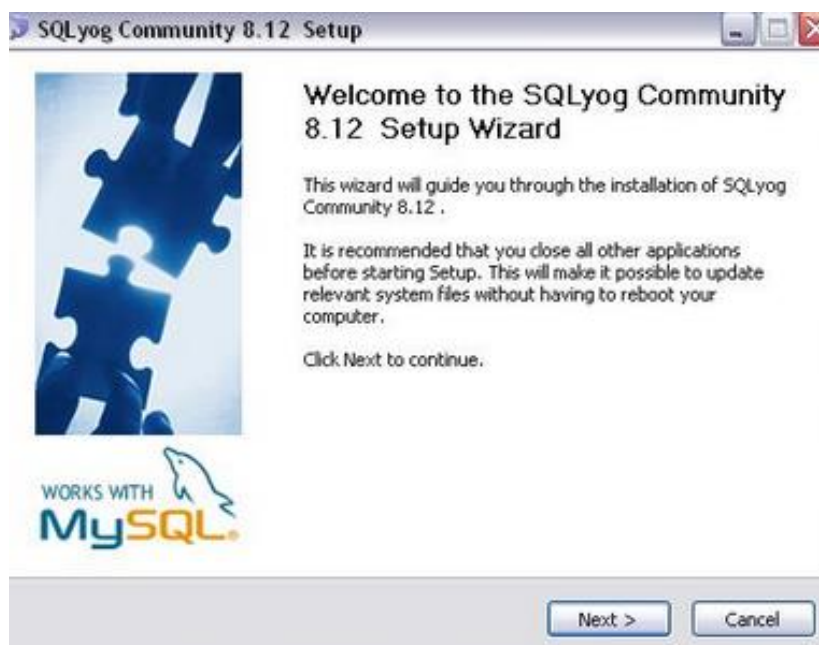 SQLyog Community 8.12 Setup
Welcome to the SQLyog Community
8.12 Setup Wizard
This wizard will guide you through the installation of SQLyog
Community 8.12 .
It is recommended that you close all other applications
before starting Setup. This will make it possible to update
relevant system files without having to reboot your
computer.
Click Next to continue.
WORKS WITH
MySQL®
Next >
Cancel